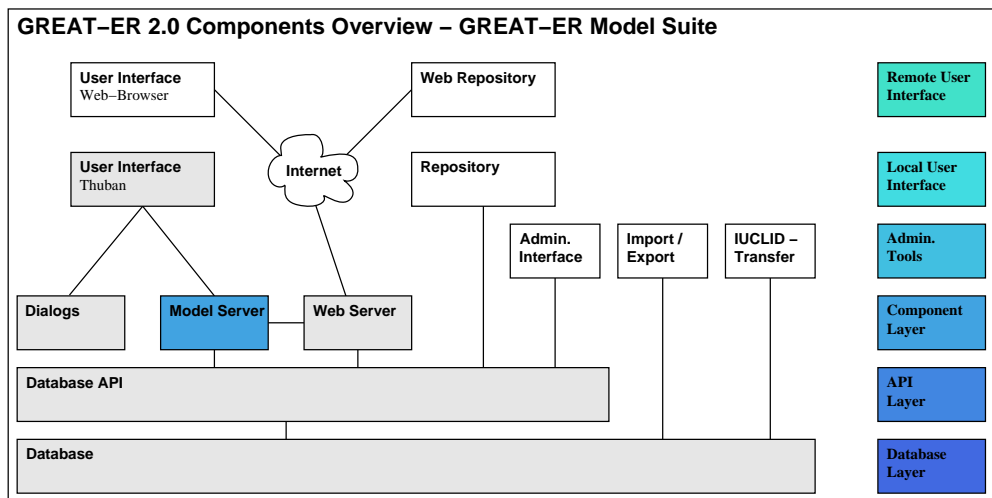 GREAT−ER 2.0 Components Overview − GREAT−ER Model Suite
User Interface
Web−Browser
Web Repository
Remote User
Interface
User Interface
Thuban
Internet
Repository
Local User
Interface
Admin.
Interface
Import /
Export
IUCLID −
Transfer
Admin.
Tools
Dialogs
Model Server
Web Server
Component
Layer
Database API
API
Layer
Database
Database
Layer